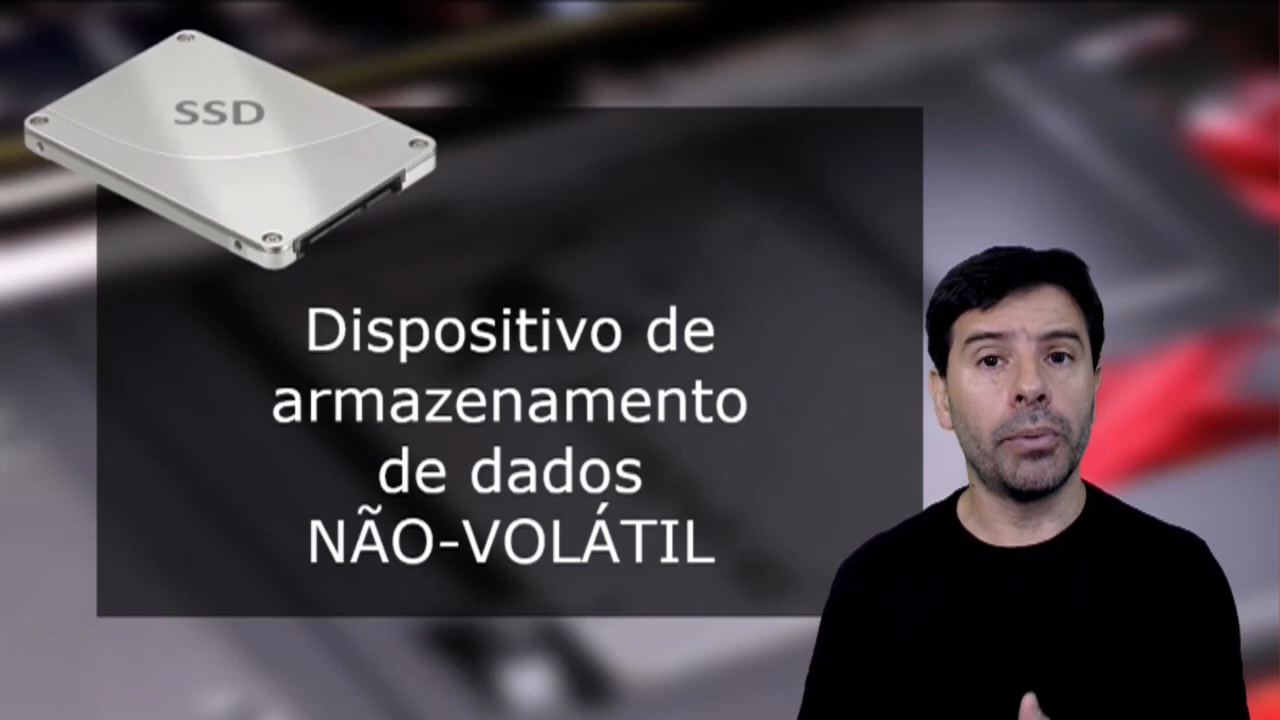 SSD
Dispositivo de
armazenamento
de dados
NÃO-VOLÁTIL